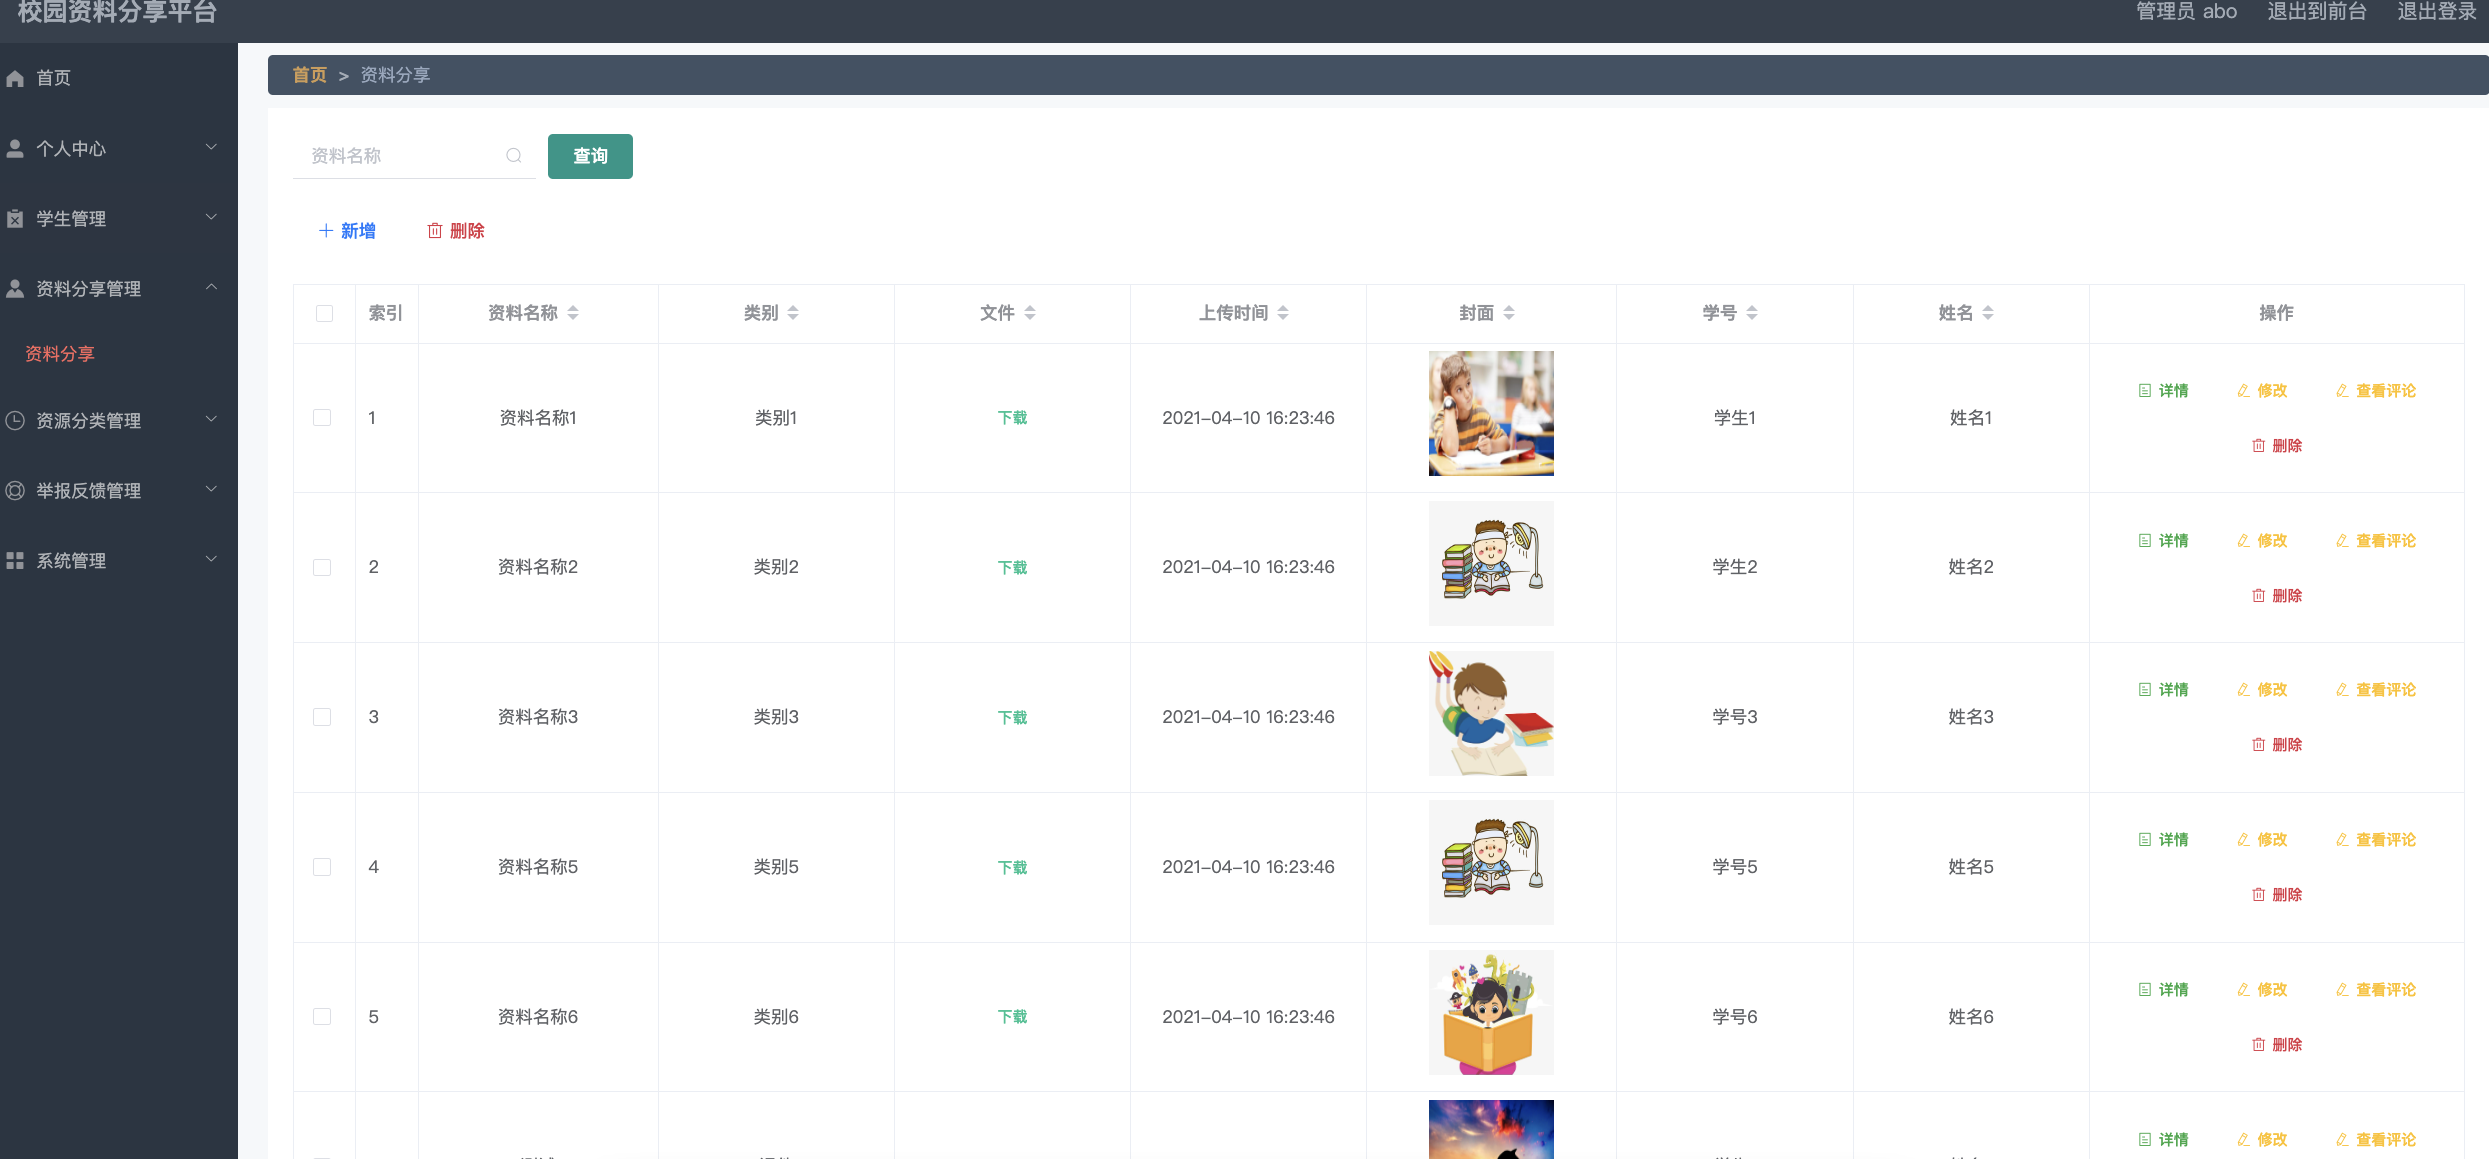 校园资料分享平台
管理员 abo 退出到前台 退出登录
首页
个人中心
学生管理
资料分享管理
资料分享
资源分类管理
举报反馈管理
系统管理
首页 > 资料分享
资料名称 查询
新增 删除
索引 资料名称 类别 文件 上传时间 封面 学号 姓名 操作
1 资料名称1 类别1 下载 2021-04-10 16:23:46 学生1 姓名1 详情 修改 查看评论
删除
2 资料名称2 类别2 下载 2021-04-10 16:23:46 学生2 姓名2 详情 修改 查看评论
删除
3 资料名称3 类别3 下载 2021-04-10 16:23:46 学号3 姓名3 详情 修改 查看评论
删除
4 资料名称5 类别5 下载 2021-04-10 16:23:46 学号5 姓名5 详情 修改 查看评论
删除
5 资料名称6 类别6 下载 2021-04-10 16:23:46 学号6 姓名6 详情 修改 查看评论
删除
详情 修改 查看评论